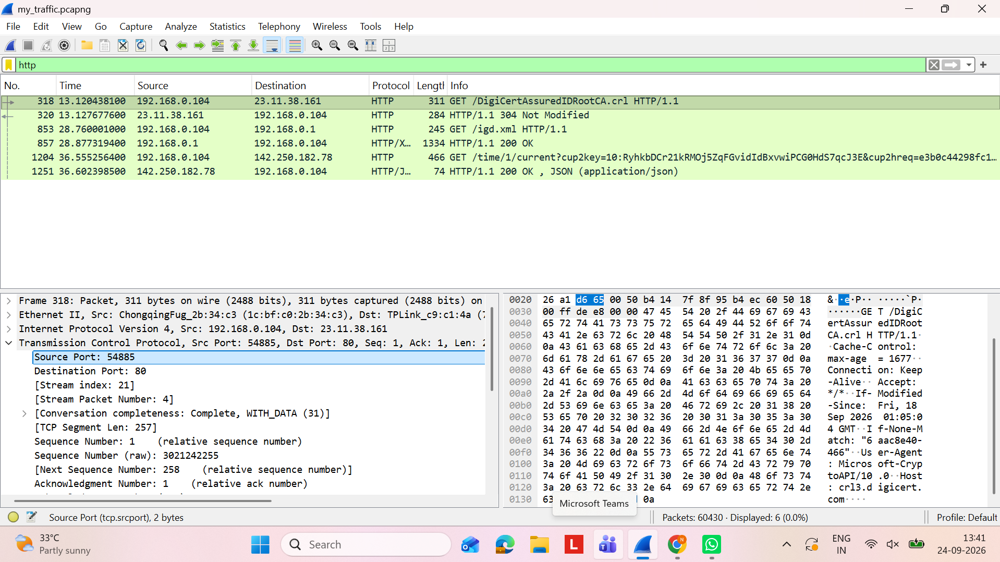 my_traffic.pcapng
File Edit View Go Capture Analyze Statistics Telephony Wireless Tools Help
http
No. Time Source Destination Protocol Length Info
318 13.120438100 192.168.0.104 23.11.38.161 HTTP 311 GET /DigiCertAssuredIDRootCA.crl HTTP/1.1
320 13.127677600 23.11.38.161 192.168.0.104 HTTP 284 HTTP/1.1 304 Not Modified
853 28.760001000 192.168.0.104 192.168.0.1 HTTP 245 GET /igd.xml HTTP/1.1
857 28.877319400 192.168.0.1 192.168.0.104 HTTP/X… 1334 HTTP/1.1 200 OK
1204 36.555256400 192.168.0.104 142.250.182.78 HTTP 466 GET /time/1/current?cup2key=10:RyhkbDCr21kRMOj5ZqFGvidIdBxvwiPCG0HdS7qcJ3E&cup2hreq=e3b0c44298fc1…
1251 36.602398500 142.250.182.78 192.168.0.104 HTTP/J… 74 HTTP/1.1 200 OK , JSON (application/json)
Frame 318: Packet, 311 bytes on wire (2488 bits), 311 bytes captured (2488 bits) on
Ethernet II, Src: ChongqingFug_2b:34:c3 (1c:bf:c0:2b:34:c3), Dst: TPLink_c9:c1:4a (
Internet Protocol Version 4, Src: 192.168.0.104, Dst: 23.11.38.161
Transmission Control Protocol, Src Port: 54885, Dst Port: 80, Seq: 1, Ack: 1, Len: 2
Source Port: 54885
Destination Port: 80
[Stream index: 21]
[Stream Packet Number: 4]
[Conversation completeness: Complete, WITH_DATA (31)]
[TCP Segment Len: 257]
Sequence Number: 1 (relative sequence number)
Sequence Number (raw): 3021242255
[Next Sequence Number: 258 (relative sequence number)]
Acknowledgment Number: 1 (relative ack number)
0020 26 a1 d6 65 00 50 b4 14 7f 8f 95 b4 ec 60 50 18 &··e·P·· ·····`P·
0030 00 ff de e8 00 00 47 45 54 20 2f 44 69 67 69 43 ······GE T /DigiC
0040 65 72 74 41 73 73 75 72 65 64 49 44 52 6f 6f 74 ertAssur edIDRoot
0050 43 41 2e 63 72 6c 20 48 54 54 50 2f 31 2e 31 0d CA.crl H TTP/1.1·
0060 0a 43 61 63 68 65 2d 43 6f 6e 74 72 6f 6c 3a 20 ·Cache-C ontrol:
0070 6d 61 78 2d 61 67 65 20 3d 20 31 36 37 37 0d 0a max-age = 1677··
0080 43 6f 6e 6e 65 63 74 69 6f 6e 3a 20 4b 65 65 70 Connecti on: Keep
0090 2d 41 6c 69 76 65 0d 0a 41 63 63 65 70 74 3a 20 -Alive·· Accept:
00a0 2a 2f 2a 0d 0a 49 66 2d 4d 6f 64 69 66 69 65 64 */*··If- Modified
00b0 2d 53 69 6e 63 65 3a 20 46 72 69 2c 20 31 38 20 -Since: Fri, 18
00c0 53 65 70 20 32 30 32 36 20 30 31 3a 30 35 3a 30 Sep 2026 01:05:0
00d0 34 20 47 4d 54 0d 0a 49 66 2d 4e 6f 6e 65 2d 4d 4 GMT··I f-None-M
00e0 61 74 63 68 3a 20 22 36 61 61 63 38 65 34 30 2d atch: "6 aac8e40-
00f0 34 36 36 22 0d 0a 55 73 65 72 2d 41 67 65 6e 74 466"··Us er-Agent
0100 3a 20 4d 69 63 72 6f 73 6f 66 74 2d 43 72 79 70 : Micros oft-Cryp
0110 74 6f 41 50 49 2f 31 30 2e 30 0d 0a 48 6f 73 74 toAPI/10 .0··Host
0120 3a 20 63 72 6c 33 2e 64 69 67 69 63 65 72 74 2e : crl3.d igicert.
0130 63 0a com····
Microsoft Teams
Source Port (tcp.srcport), 2 bytes
Packets: 60430 · Displayed: 6 (0.0%)
Profile: Default
33°C
Partly sunny
Search
L
N
ENG
IN
13:41
24-09-2026